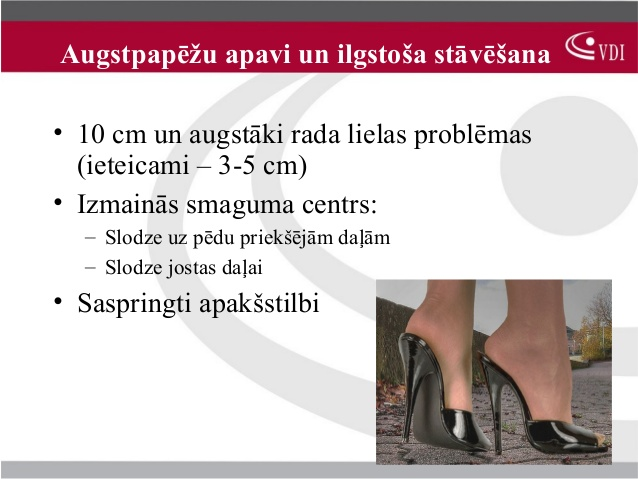 Augstpapēžu apavi un ilgstoša stāvēšana
VDI
• 10 cm un augstāki rada lielas problēmas
(ieteicami – 3-5 cm)
• Izmainās smaguma centrs:
– Slodze uz pēdu priekšējām daļām
– Slodze jostas daļai
• Saspringti apakšstilbi